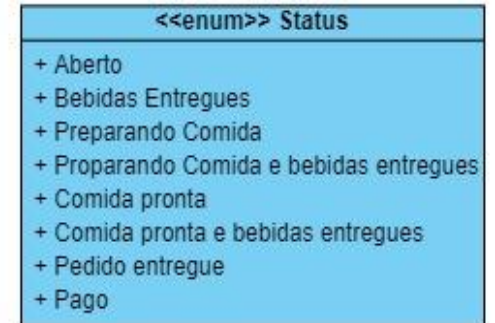 <<enum>> Status
+ Aberto
+ Bebidas Entregues
+ Preparando Comida
+ Proparando Comida e bebidas entregues
+ Comida pronta
+ Comida pronta e bebidas entregues
+ Pedido entregue
+ Pago